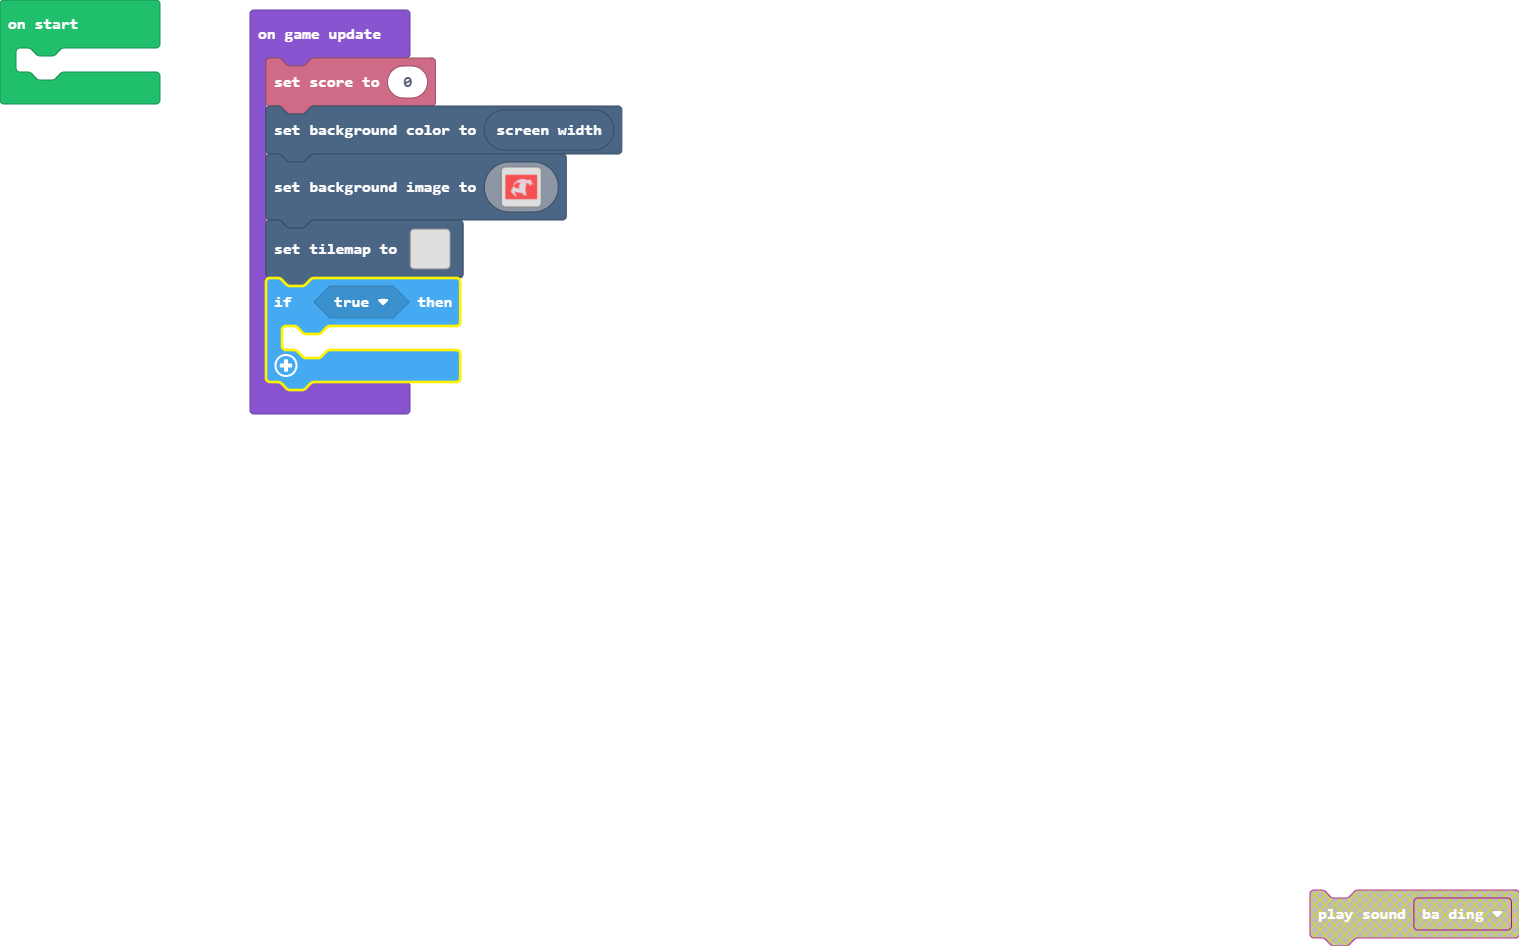 on start
on game update
set score to 0
set background color to screen width
set background image to
set tilemap to
if true then
play sound ba ding